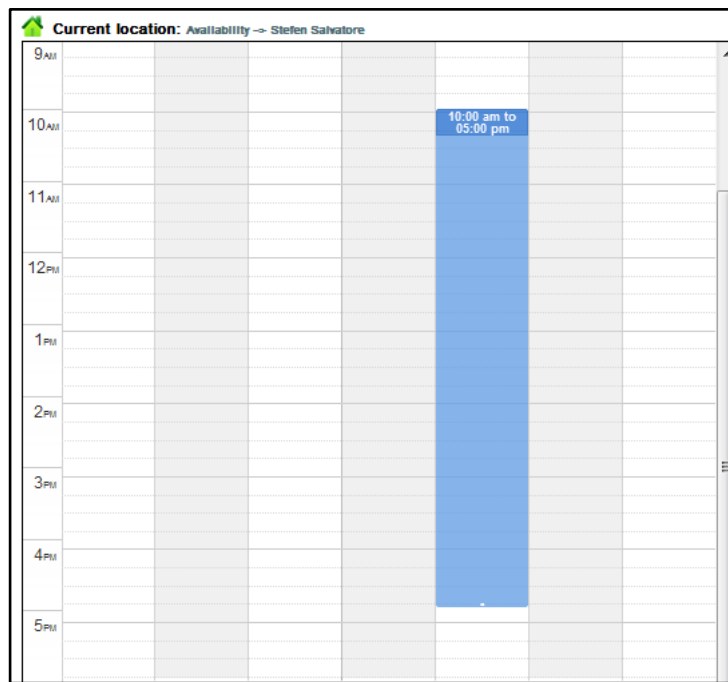 Current location: Availability -> Stefen Salvatore
9AM
10AM
10:00 am to
05:00 pm
11AM
12PM
1PM
2PM
3PM
4PM
5PM